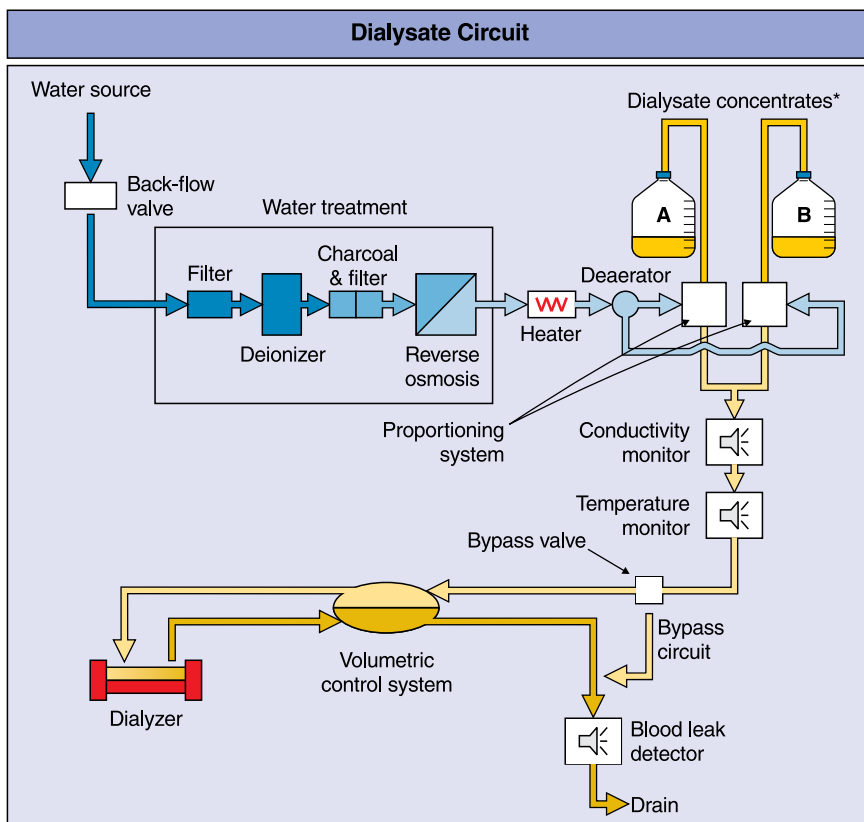 Dialysate Circuit
Water source
Dialysate concentrates*
Back-flow
valve
A
B
Water treatment
Filter
Charcoal
& filter
Deaerator
Deionizer
Reverse
osmosis
Heater
Proportioning
system
Conductivity
monitor
Temperature
monitor
Bypass valve
Bypass
circuit
Volumetric
control system
Dialyzer
Blood leak
detector
Drain